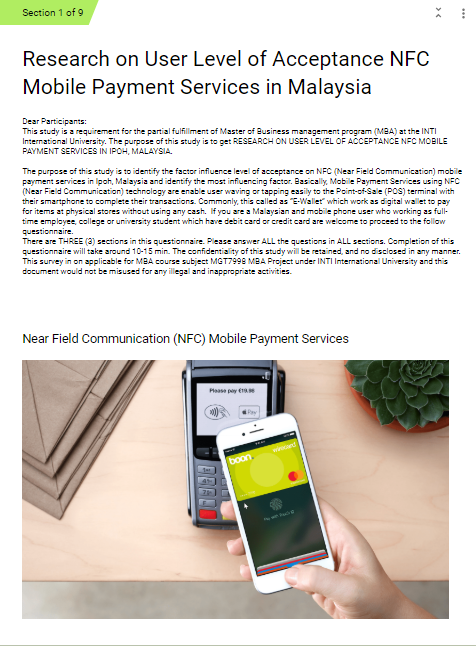 Section 1 of 9
Research on User Level of Acceptance NFC
Mobile Payment Services in Malaysia
Dear Participants:
This study is a requirement for the partial fulfillment of Master of Business management program (MBA) at the INTI
International University. The purpose of this study is to get RESEARCH ON USER LEVEL OF ACCEPTANCE NFC MOBILE
PAYMENT SERVICES IN IPOH, MALAYSIA.
The purpose of this study is to identify the factor influence level of acceptance on NFC (Near Field Communication) mobile
payment services in Ipoh, Malaysia and identify the most influencing factor. Basically, Mobile Payment Services using NFC
(Near Field Communication) technology are enable user waving or tapping easily to the Point-of-Sale (POS) terminal with
their smartphone to complete their transactions. Commonly, this called as "E-Wallet" which work as digital wallet to pay
for items at physical stores without using any cash.  If you are a Malaysian and mobile phone user who working as full-
time employee, college or university student which have debit card or credit card are welcome to proceed to the follow
questionnaire.
There are THREE (3) sections in this questionnaire. Please answer ALL the questions in ALL sections. Completion of this
questionnaire will take around 10-15 min. The confidentiality of this study will be retained, and no disclosed in any manner.
This survey in on applicable for MBA course subject MGT7998 MBA Project under INTI International University and this
document would not be misused for any illegal and inappropriate activities.
Near Field Communication (NFC) Mobile Payment Services
Please pay €19.95
Pay
boon.